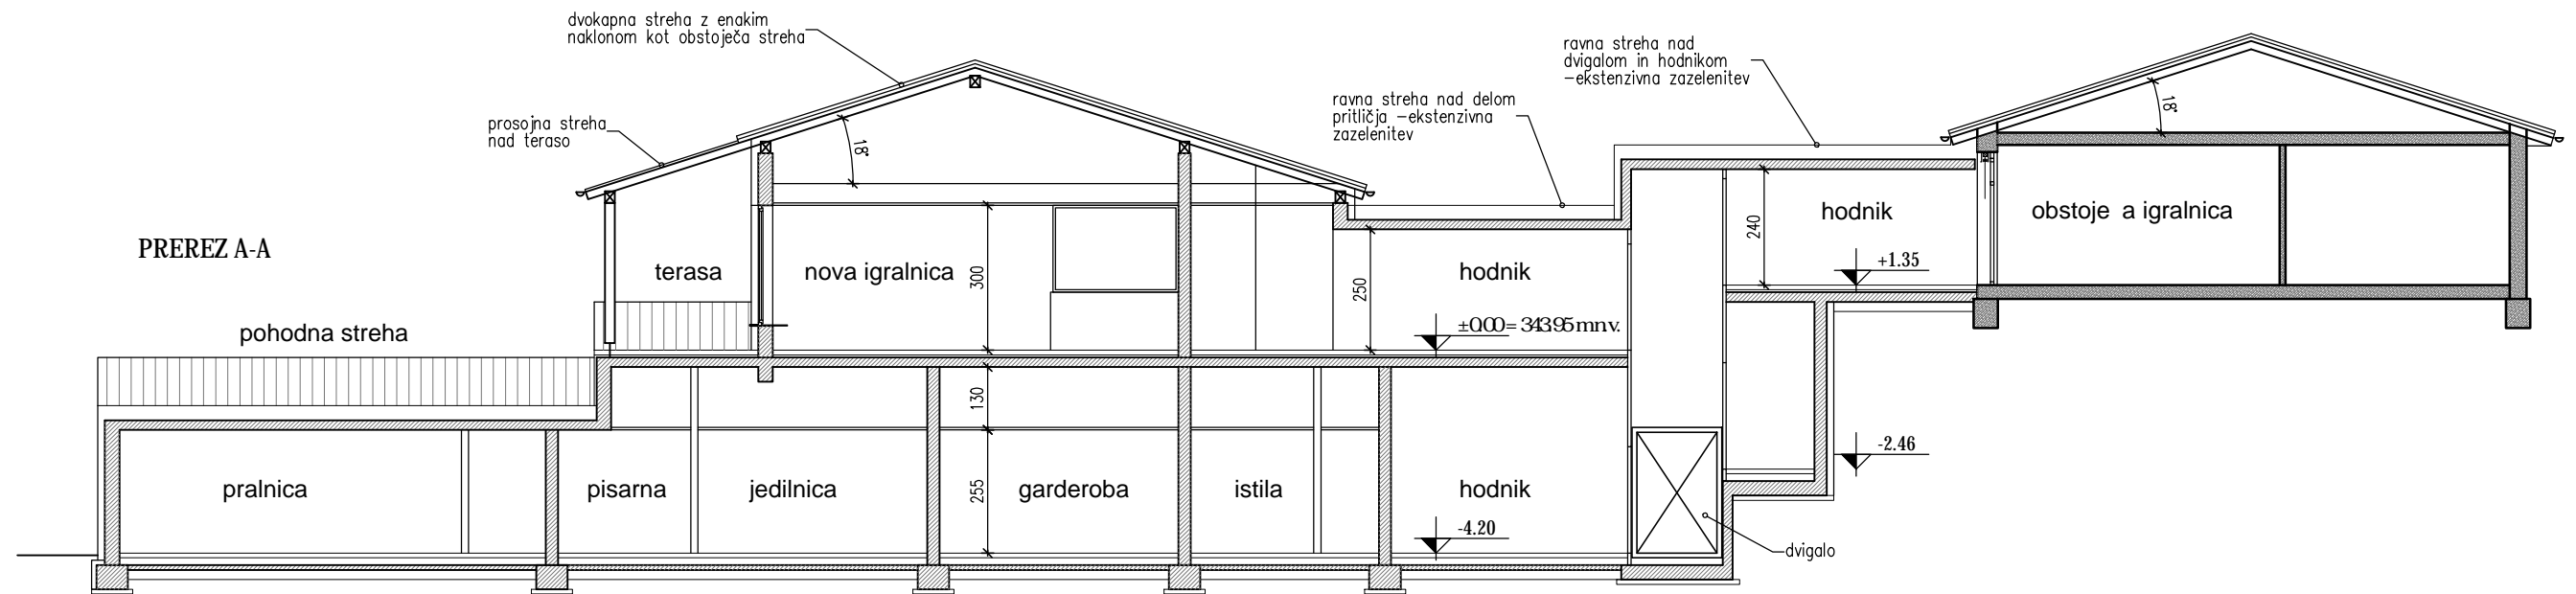 dvokapna streha z enakim
naklonom kot obstoječa streha
ravna streha nad
dvigalom in hodnikom
-ekstenzivna zazelenitev
ravna streha nad delom
pritličja -ekstenzivna
zazelenitev
prosojna streha
nad teraso
18°
18°
PREREZ A-A
terasa
nova igralnica
300
hodnik
250
240
hodnik
obstoje a igralnica
+1.35
±0.00= 343.95 mnv.
pohodna streha
130
-2.46
pralnica
pisarna
jedilnica
255
garderoba
istila
hodnik
-4.20
dvigalo